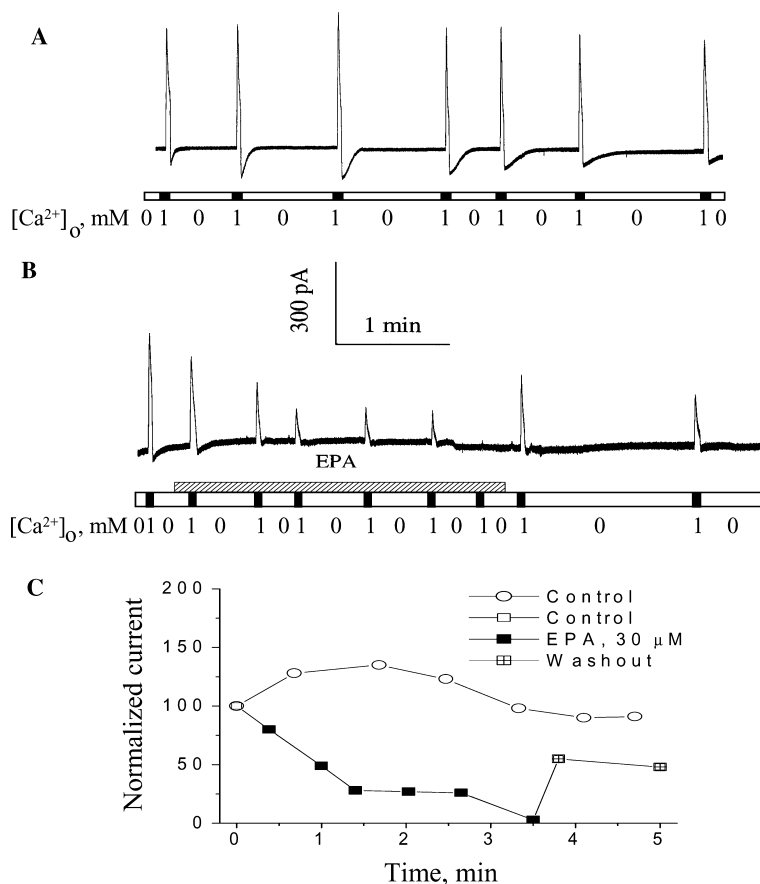 A
[Ca²⁺]o, mM 0 1 0 1 0 1 0 1 0 1 0 1 0 1 0
B
300 pA
1 min
EPA
[Ca²⁺]o, mM 0 1 0 1 0 1 0 1 0 1 0 1 0 1 0 1 0 1 0
C
Normalized current
200
150
100
50
0
Control
Control
EPA, 30 μM
Washout
0 1 2 3 4 5
Time, min